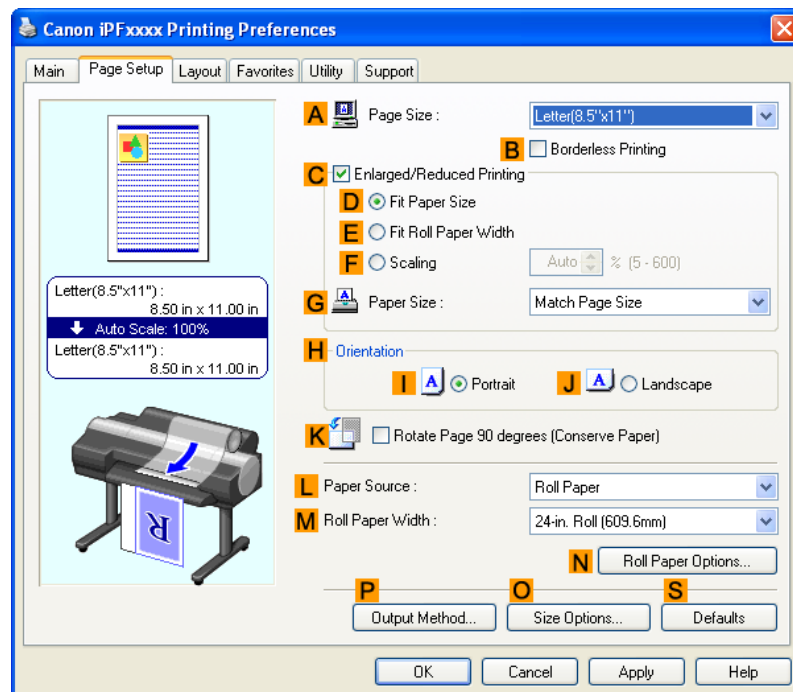 Canon iPFxxxx Printing Preferences
Main Page Setup Layout Favorites Utility Support
A Page Size : Letter(8.5"x11")
B Borderless Printing
C Enlarged/Reduced Printing
D Fit Paper Size
E Fit Roll Paper Width
F Scaling Auto % (5 - 600)
Letter(8.5"x11") :
8.50 in x 11.00 in
Auto Scale: 100%
Letter(8.5"x11") :
8.50 in x 11.00 in
G Paper Size : Match Page Size
H Orientation
I A Portrait J A Landscape
K Rotate Page 90 degrees (Conserve Paper)
R
L Paper Source : Roll Paper
M Roll Paper Width : 24-in. Roll (609.6mm)
N Roll Paper Options...
P O S
Output Method... Size Options... Defaults
OK Cancel Apply Help